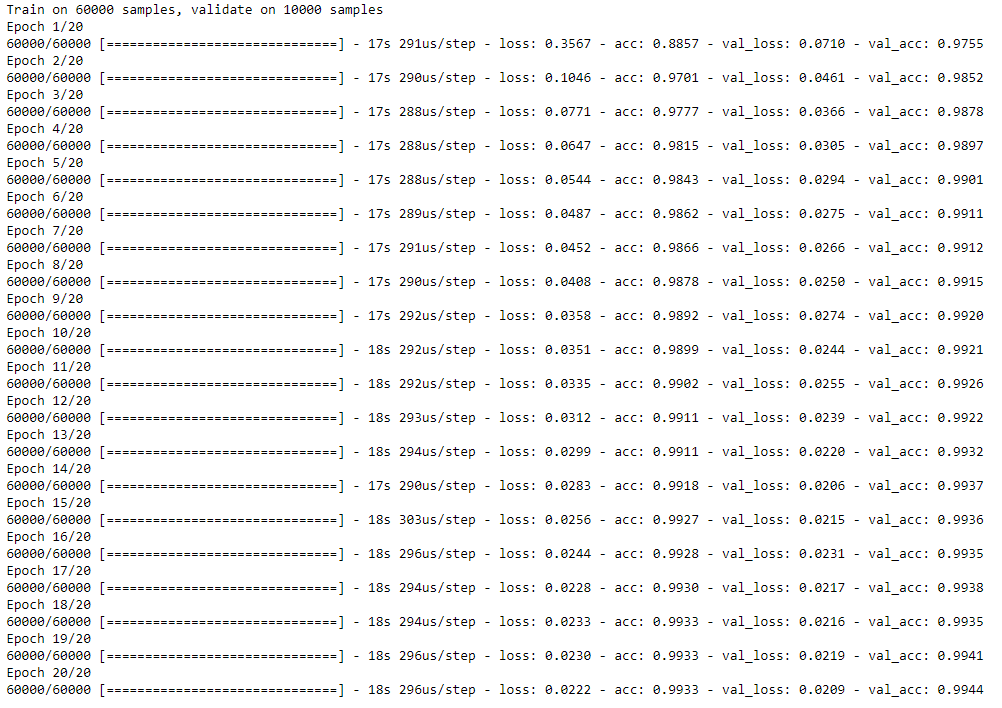 Train on 60000 samples, validate on 10000 samples
Epoch 1/20
60000/60000 [==============================] - 17s 291us/step - loss: 0.3567 - acc: 0.8857 - val_loss: 0.0710 - val_acc: 0.9755
Epoch 2/20
60000/60000 [==============================] - 17s 290us/step - loss: 0.1046 - acc: 0.9701 - val_loss: 0.0461 - val_acc: 0.9852
Epoch 3/20
60000/60000 [==============================] - 17s 288us/step - loss: 0.0771 - acc: 0.9777 - val_loss: 0.0366 - val_acc: 0.9878
Epoch 4/20
60000/60000 [==============================] - 17s 288us/step - loss: 0.0647 - acc: 0.9815 - val_loss: 0.0305 - val_acc: 0.9897
Epoch 5/20
60000/60000 [==============================] - 17s 288us/step - loss: 0.0544 - acc: 0.9843 - val_loss: 0.0294 - val_acc: 0.9901
Epoch 6/20
60000/60000 [==============================] - 17s 289us/step - loss: 0.0487 - acc: 0.9862 - val_loss: 0.0275 - val_acc: 0.9911
Epoch 7/20
60000/60000 [==============================] - 17s 291us/step - loss: 0.0452 - acc: 0.9866 - val_loss: 0.0266 - val_acc: 0.9912
Epoch 8/20
60000/60000 [==============================] - 17s 290us/step - loss: 0.0408 - acc: 0.9878 - val_loss: 0.0250 - val_acc: 0.9915
Epoch 9/20
60000/60000 [==============================] - 17s 292us/step - loss: 0.0358 - acc: 0.9892 - val_loss: 0.0274 - val_acc: 0.9920
Epoch 10/20
60000/60000 [==============================] - 18s 292us/step - loss: 0.0351 - acc: 0.9899 - val_loss: 0.0244 - val_acc: 0.9921
Epoch 11/20
60000/60000 [==============================] - 18s 292us/step - loss: 0.0335 - acc: 0.9902 - val_loss: 0.0255 - val_acc: 0.9926
Epoch 12/20
60000/60000 [==============================] - 18s 293us/step - loss: 0.0312 - acc: 0.9911 - val_loss: 0.0239 - val_acc: 0.9922
Epoch 13/20
60000/60000 [==============================] - 18s 294us/step - loss: 0.0299 - acc: 0.9911 - val_loss: 0.0220 - val_acc: 0.9932
Epoch 14/20
60000/60000 [==============================] - 17s 290us/step - loss: 0.0283 - acc: 0.9918 - val_loss: 0.0206 - val_acc: 0.9937
Epoch 15/20
60000/60000 [==============================] - 18s 303us/step - loss: 0.0256 - acc: 0.9927 - val_loss: 0.0215 - val_acc: 0.9936
Epoch 16/20
60000/60000 [==============================] - 18s 296us/step - loss: 0.0244 - acc: 0.9928 - val_loss: 0.0231 - val_acc: 0.9935
Epoch 17/20
60000/60000 [==============================] - 18s 294us/step - loss: 0.0228 - acc: 0.9930 - val_loss: 0.0217 - val_acc: 0.9938
Epoch 18/20
60000/60000 [==============================] - 18s 294us/step - loss: 0.0233 - acc: 0.9933 - val_loss: 0.0216 - val_acc: 0.9935
Epoch 19/20
60000/60000 [==============================] - 18s 296us/step - loss: 0.0230 - acc: 0.9933 - val_loss: 0.0219 - val_acc: 0.9941
Epoch 20/20
60000/60000 [==============================] - 18s 296us/step - loss: 0.0222 - acc: 0.9933 - val_loss: 0.0209 - val_acc: 0.9944